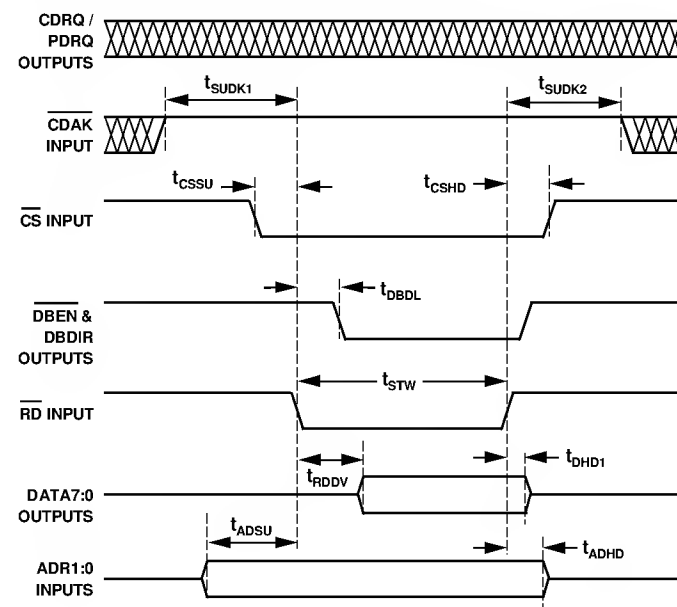 CDRQ /
PDRQ
OUTPUTS
tSUDK1
tSUDK2
CDAK
INPUT
tCSSU
tCSHD
CS INPUT
tDBDL
DBEN &
DBDIR
OUTPUTS
tSTW
RD INPUT
tRDDV
tDHD1
DATA7:0
OUTPUTS
tADSU
tADHD
ADR1:0
INPUTS